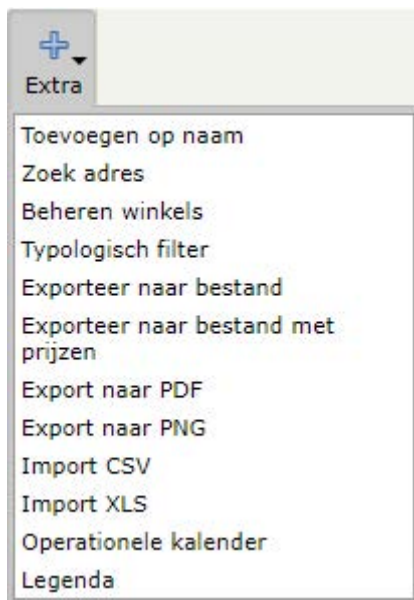 Extra
Toevoegen op naam
Zoek adres
Beheren winkels
Typologisch filter
Exporteer naar bestand
Exporteer naar bestand met
prijzen
Export naar PDF
Export naar PNG
Import CSV
Import XLS
Operationele kalender
Legenda